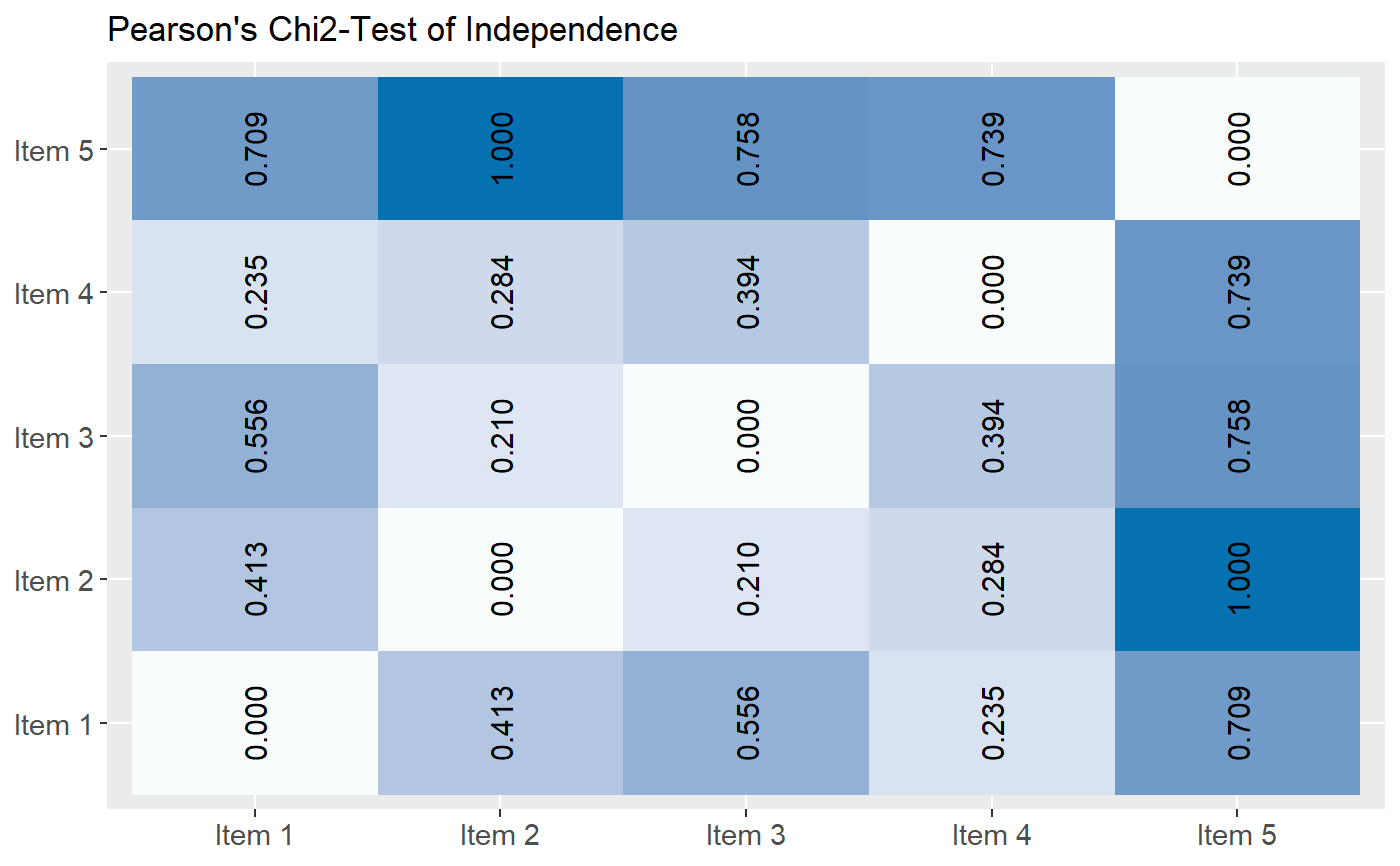 Pearson's Chi2-Test of Independence
Item 5 0.709 1.000 0.758 0.739 0.000
Item 4 0.235 0.284 0.394 0.000 0.739
Item 3 0.556 0.210 0.000 0.394 0.758
Item 2 0.413 0.000 0.210 0.284 1.000
Item 1 0.000 0.413 0.556 0.235 0.709
Item 1 Item 2 Item 3 Item 4 Item 5